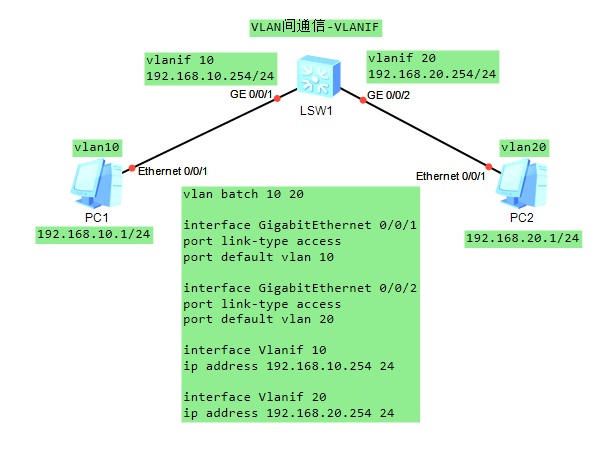 VLAN间通信-VLANIF
vlanif 10
192.168.10.254/24
vlanif 20
192.168.20.254/24
GE 0/0/1
GE 0/0/2
LSW1
vlan10
vlan20
Ethernet 0/0/1
Ethernet 0/0/1
PC1
PC2
192.168.10.1/24
192.168.20.1/24
vlan batch 10 20
interface GigabitEthernet 0/0/1
port link-type access
port default vlan 10
interface GigabitEthernet 0/0/2
port link-type access
port default vlan 20
interface Vlanif 10
ip address 192.168.10.254 24
interface Vlanif 20
ip address 192.168.20.254 24